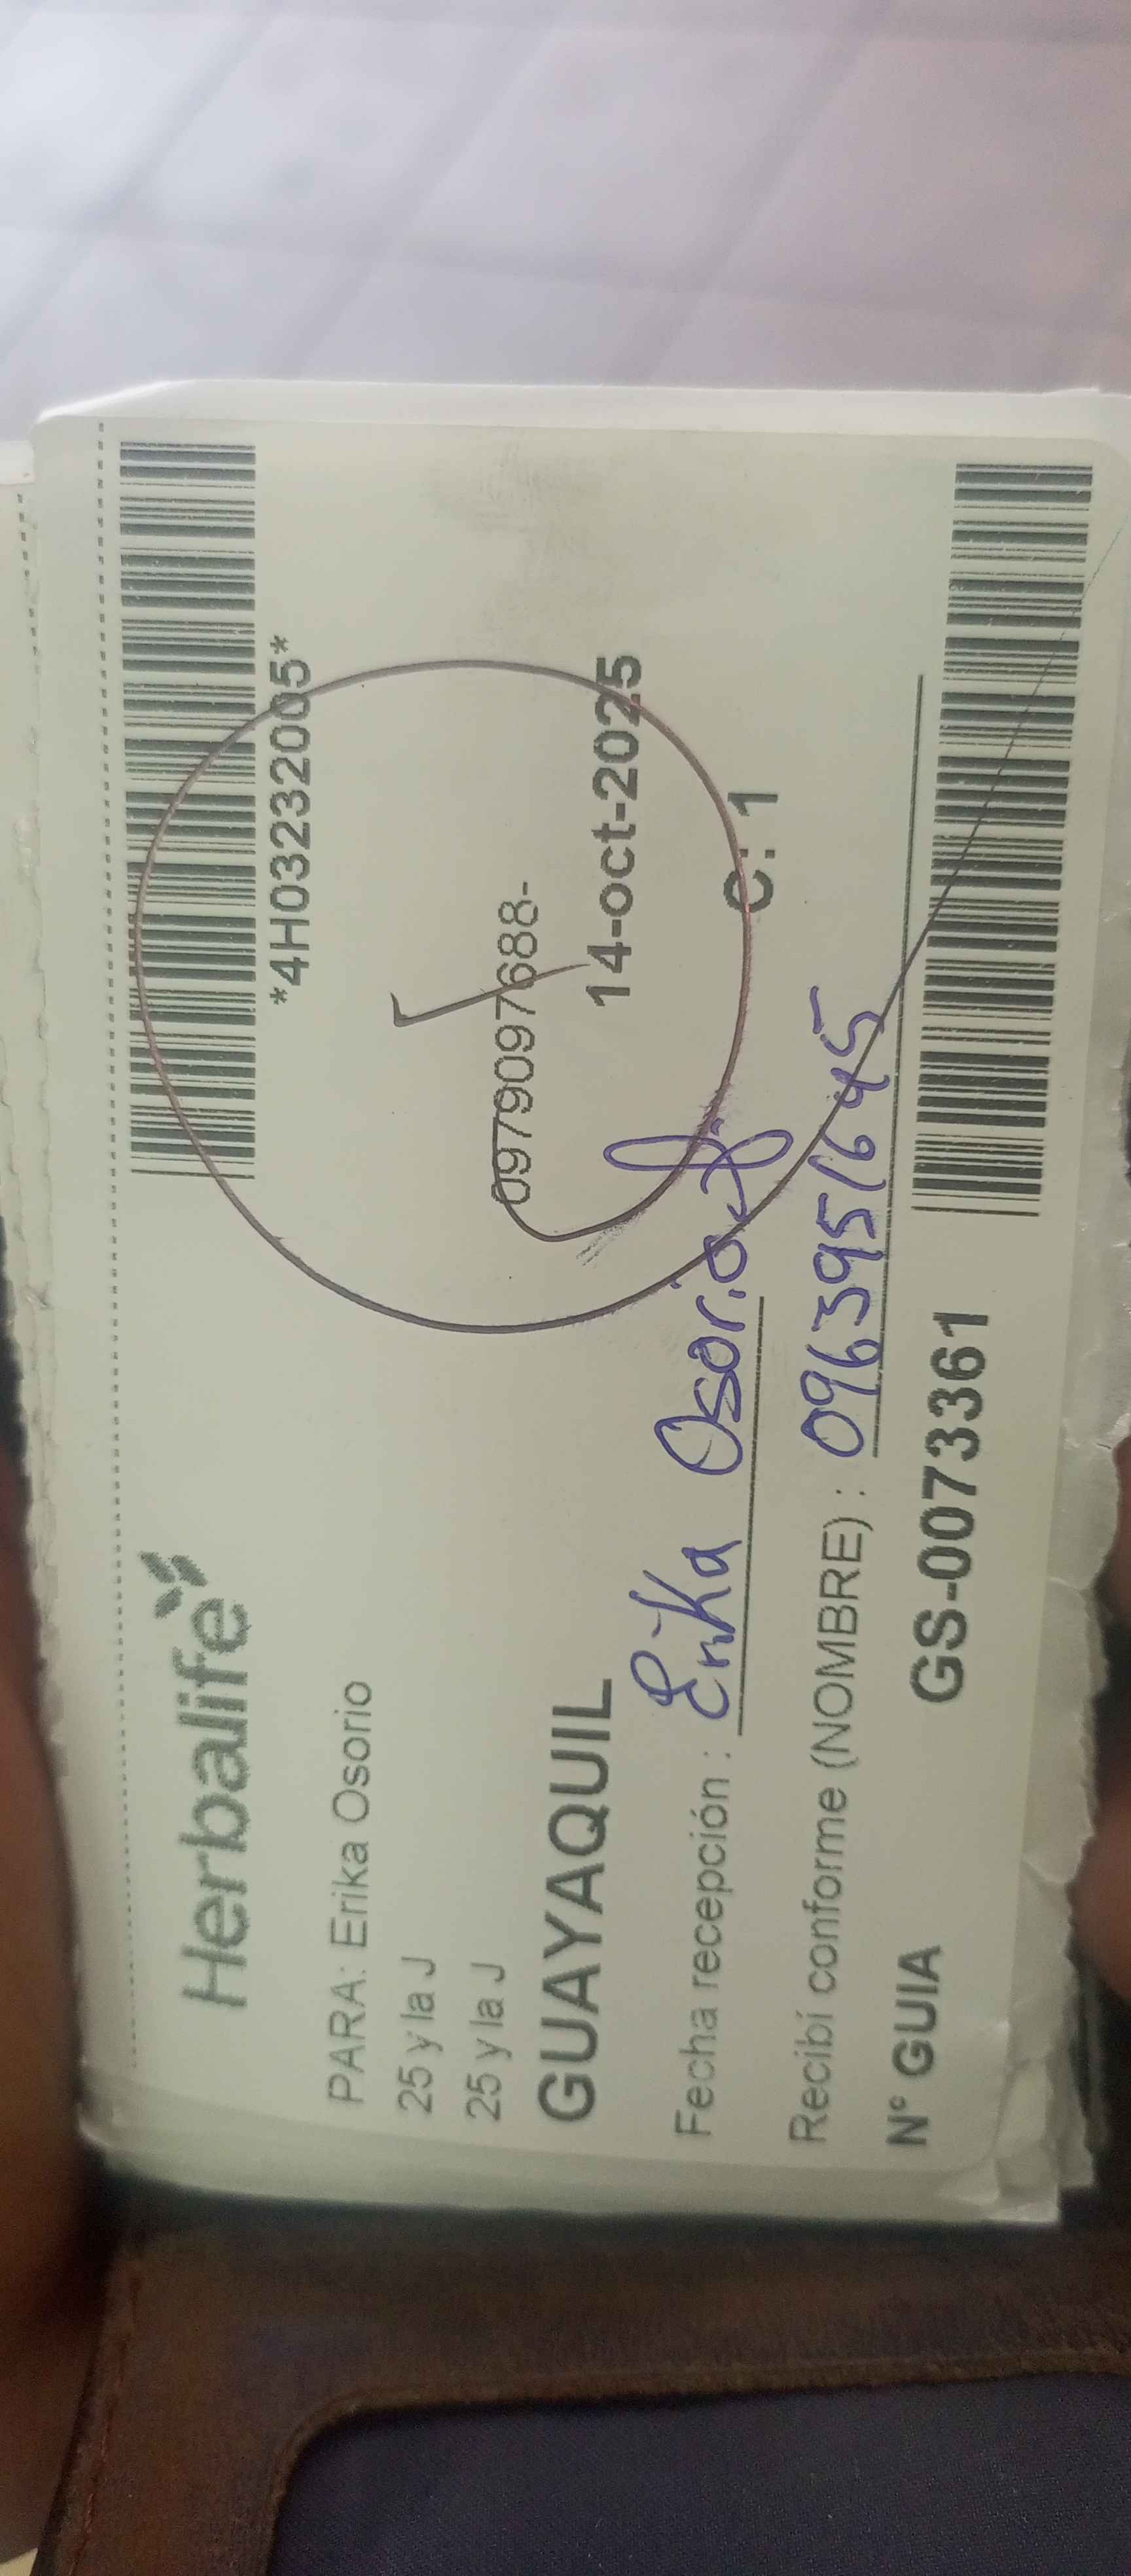 Herbalife
*4H03232005*
PARA: Erika Osorio
25 y la J
25 y la J
0979097688-
GUAYAQUIL
14-oct-2025
Fecha recepción : Erika Osorio
C.: 1
Recibí conforme (NOMBRE) : 0963951645
N° GUIA GS-0073361